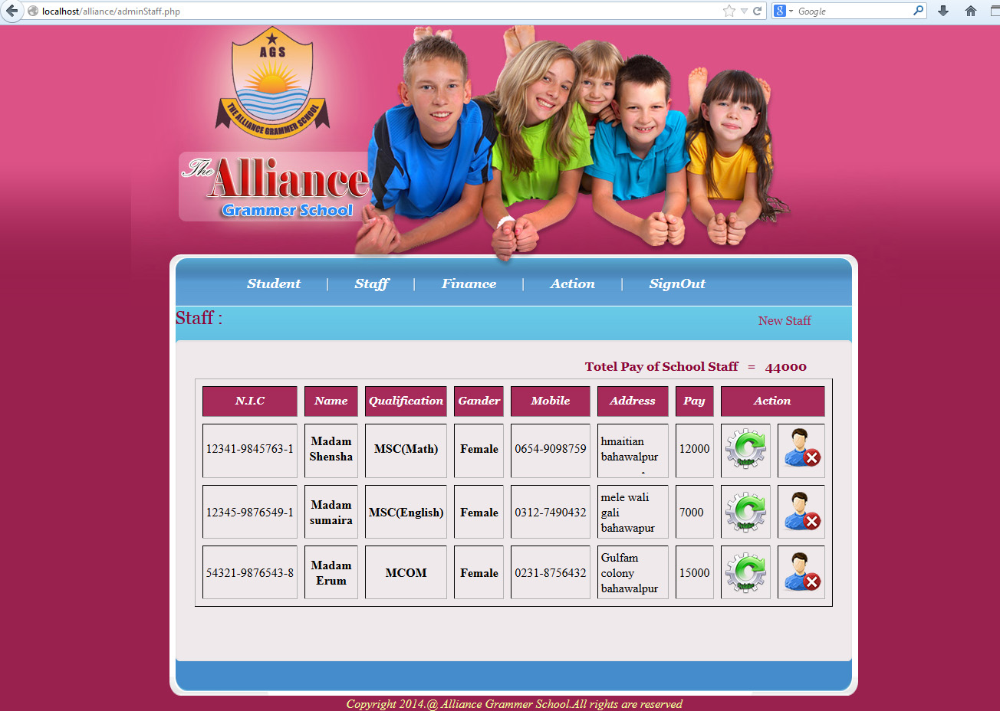 localhost/alliance/adminStaff.php
Google
AGS
THE ALLIANCE GRAMMER SCHOOL
The Alliance
Grammer School
Student | Staff | Finance | Action | SignOut
Staff :
New Staff
Totel Pay of School Staff = 44000
N.I.C Name Qualification Gander Mobile Address Pay Action
12341-9845763-1 Madam Shensha MSC(Math) Female 0654-9098759 hmaitian bahawalpur 12000
12345-9876549-1 Madam sumaira MSC(English) Female 0312-7490432 mele wali gali bahawapur 7000
54321-9876543-8 Madam Erum MCOM Female 0231-8756432 Gulfam colony bahawalpur 15000
Copyright 2014.@ Alliance Grammer School.All rights are reserved